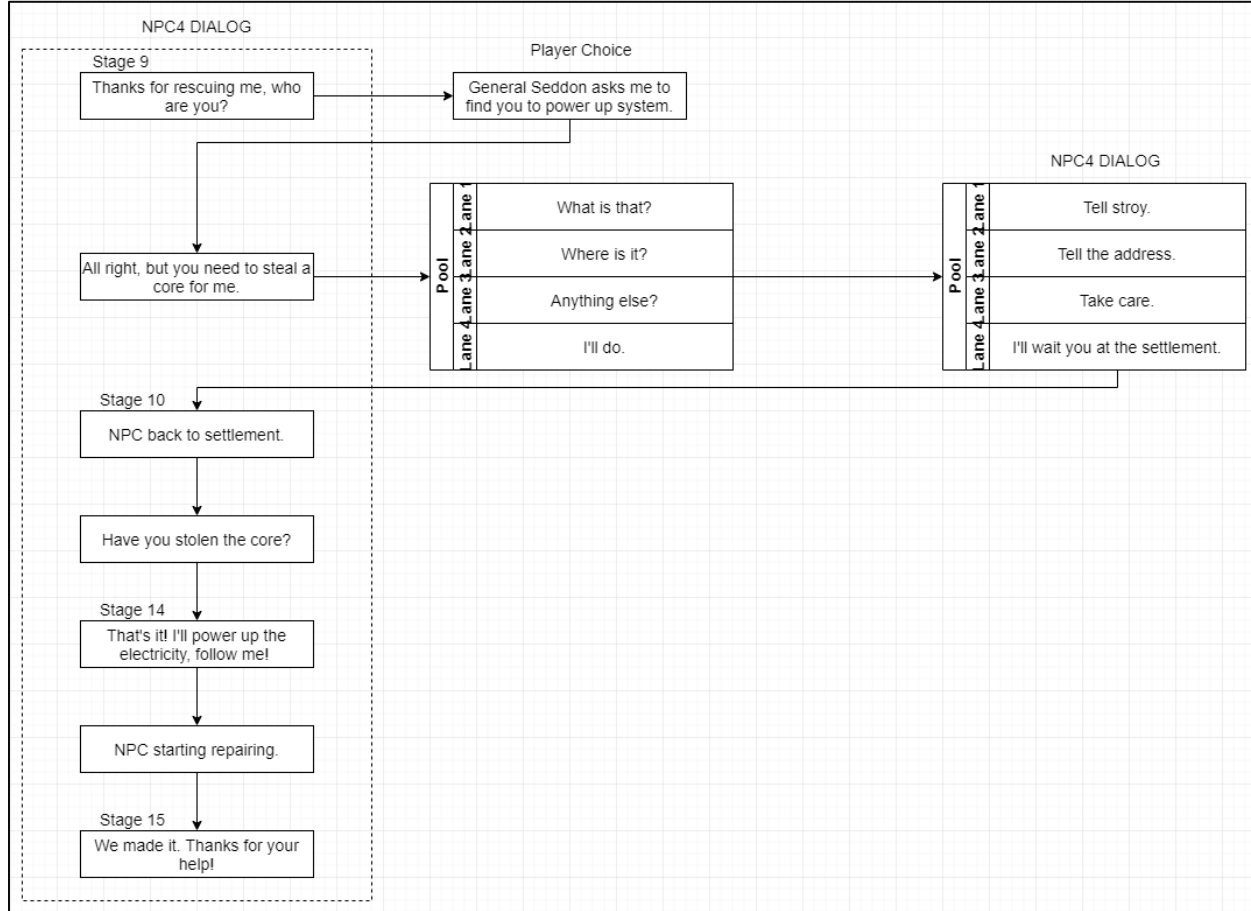 NPC4 DIALOG
Stage 9
Thanks for rescuing me, who
are you?
Player Choice
General Seddon asks me to
find you to power up system.
All right, but you need to steal a
core for me.
Pool
Lane 1
What is that?
Lane 2
Where is it?
Lane 3
Anything else?
Lane 4
I'll do.
NPC4 DIALOG
Pool
Lane 1
Tell stroy.
Lane 2
Tell the address.
Lane 3
Take care.
Lane 4
I'll wait you at the settlement.
Stage 10
NPC back to settlement.
Have you stolen the core?
Stage 14
That's it! I'll power up the
electricity, follow me!
NPC starting repairing.
Stage 15
We made it. Thanks for your
help!